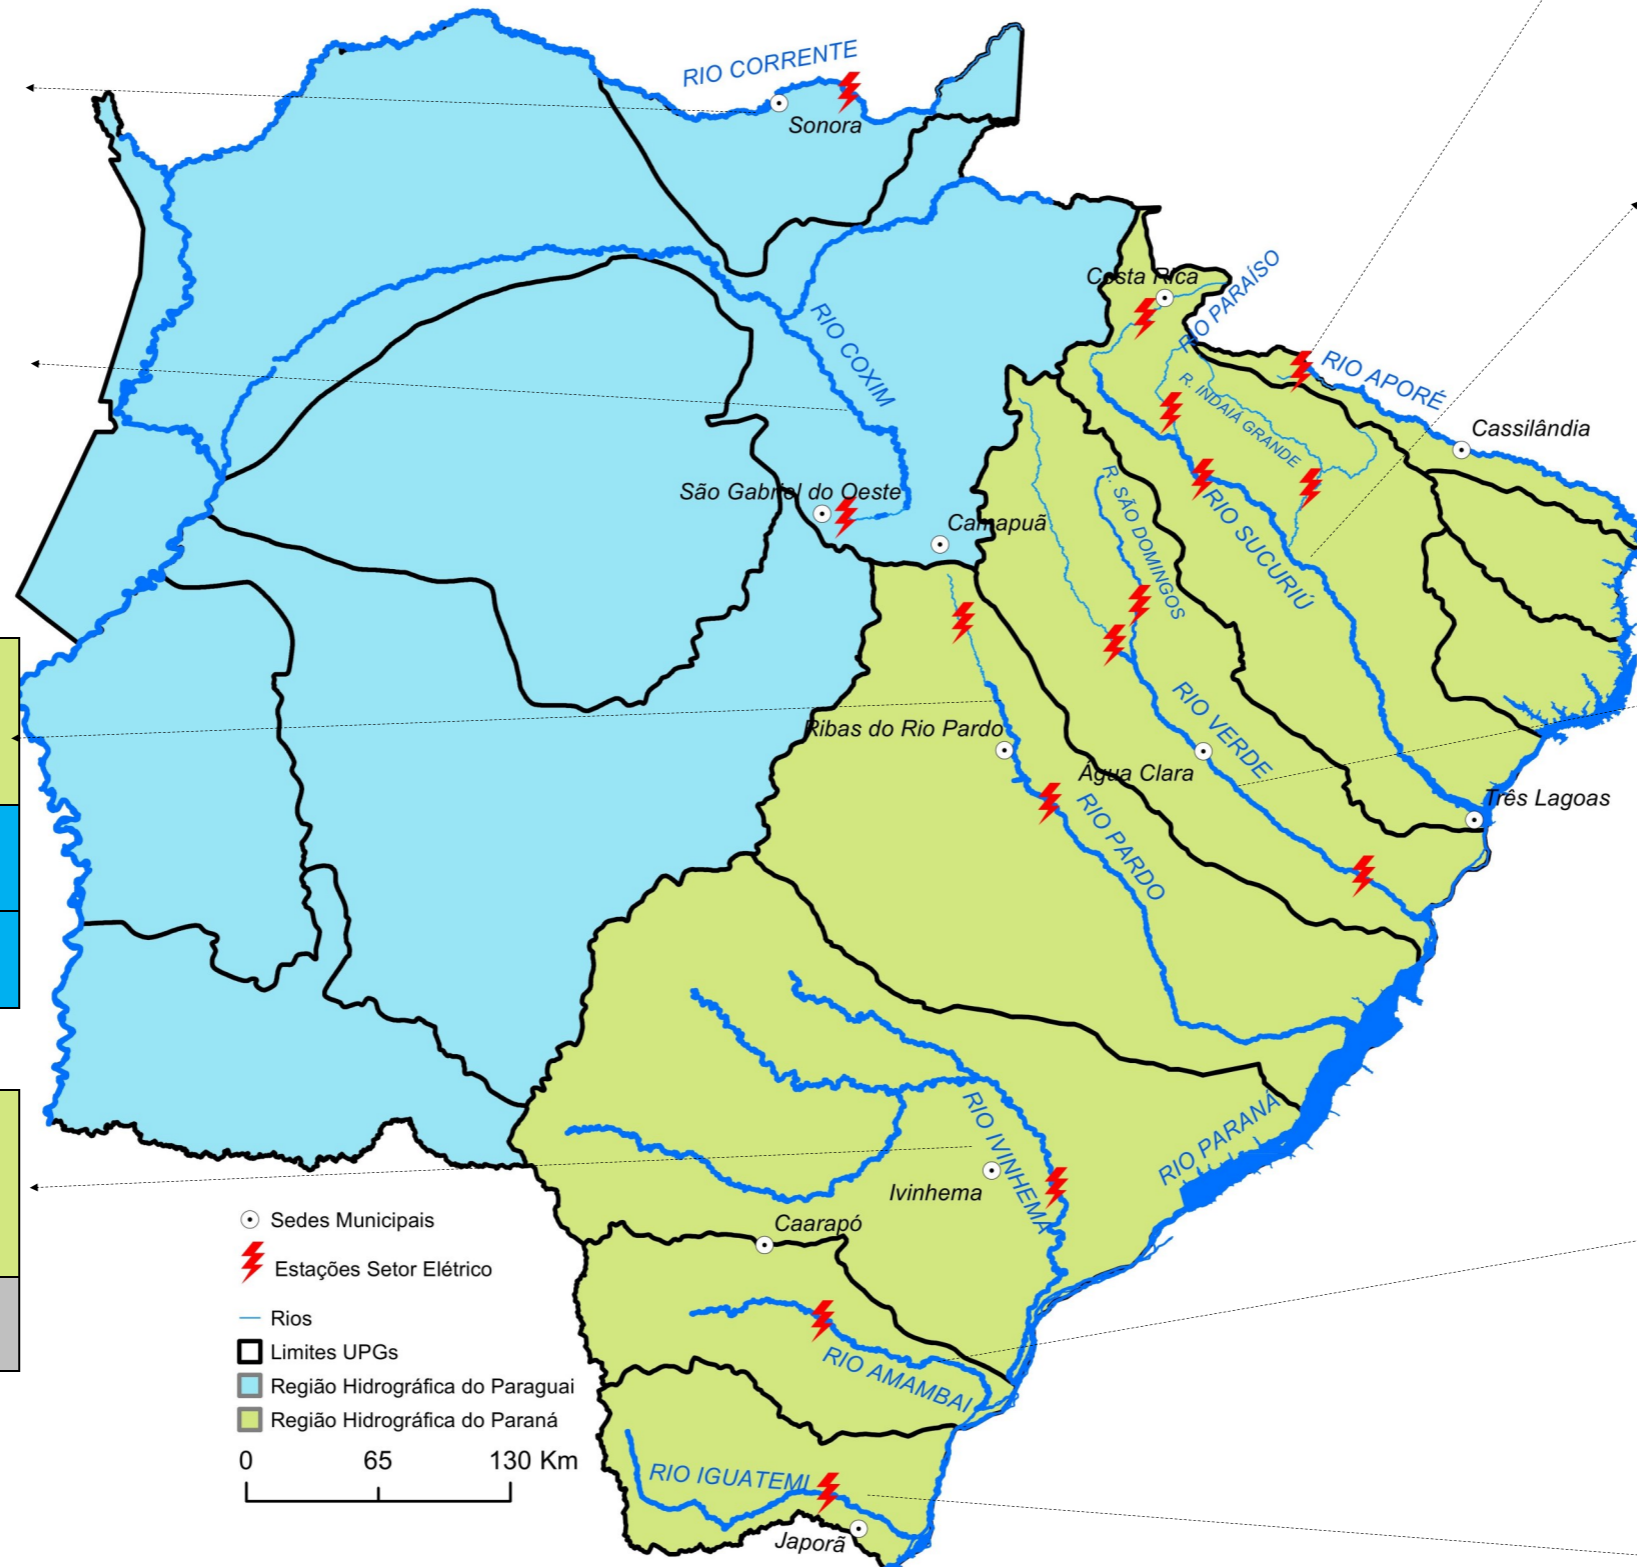 RIO CORRENTE
Sonora
Costa Rica
RIO PARAÍSO
RIO APORÉ
R. INDAIÁ GRANDE
Cassilândia
RIO COXIM
São Gabriel do Oeste
Camapuã
R. SÃO DOMINGOS
RIO SUCURIÚ
RIO VERDE
Ribas do Rio Pardo
Água Clara
Três Lagoas
RIO PARDO
RIO IVINHEMA
RIO PARANÁ
Ivinhema
Caarapó
RIO AMAMBAI
RIO IGUATEMI
Japorã
Sedes Municipais
Estações Setor Elétrico
Rios
Limites UPGs
Região Hidrográfica do Paraguai
Região Hidrográfica do Paraná
0 65 130 Km